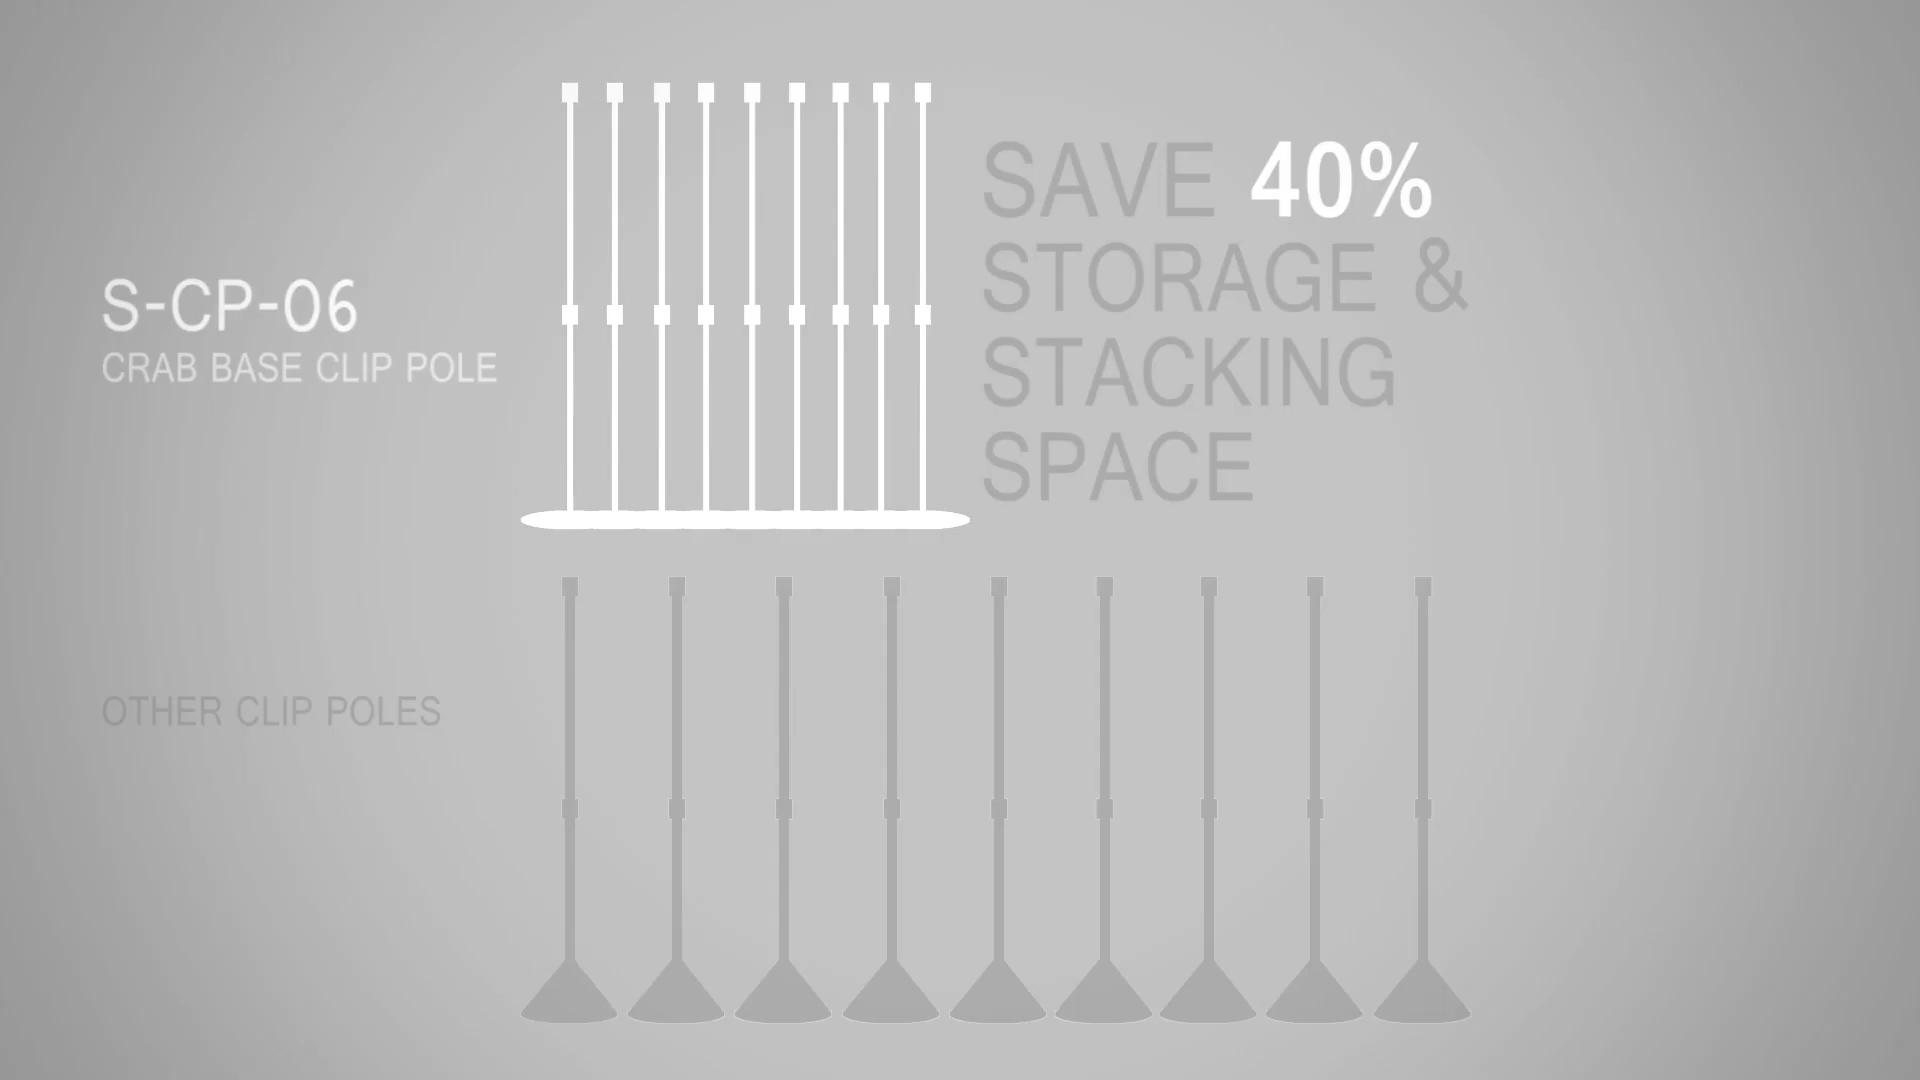 S-CP-06
CRAB BASE CLIP POLE
SAVE 40%
STORAGE &
STACKING
SPACE
OTHER CLIP POLES